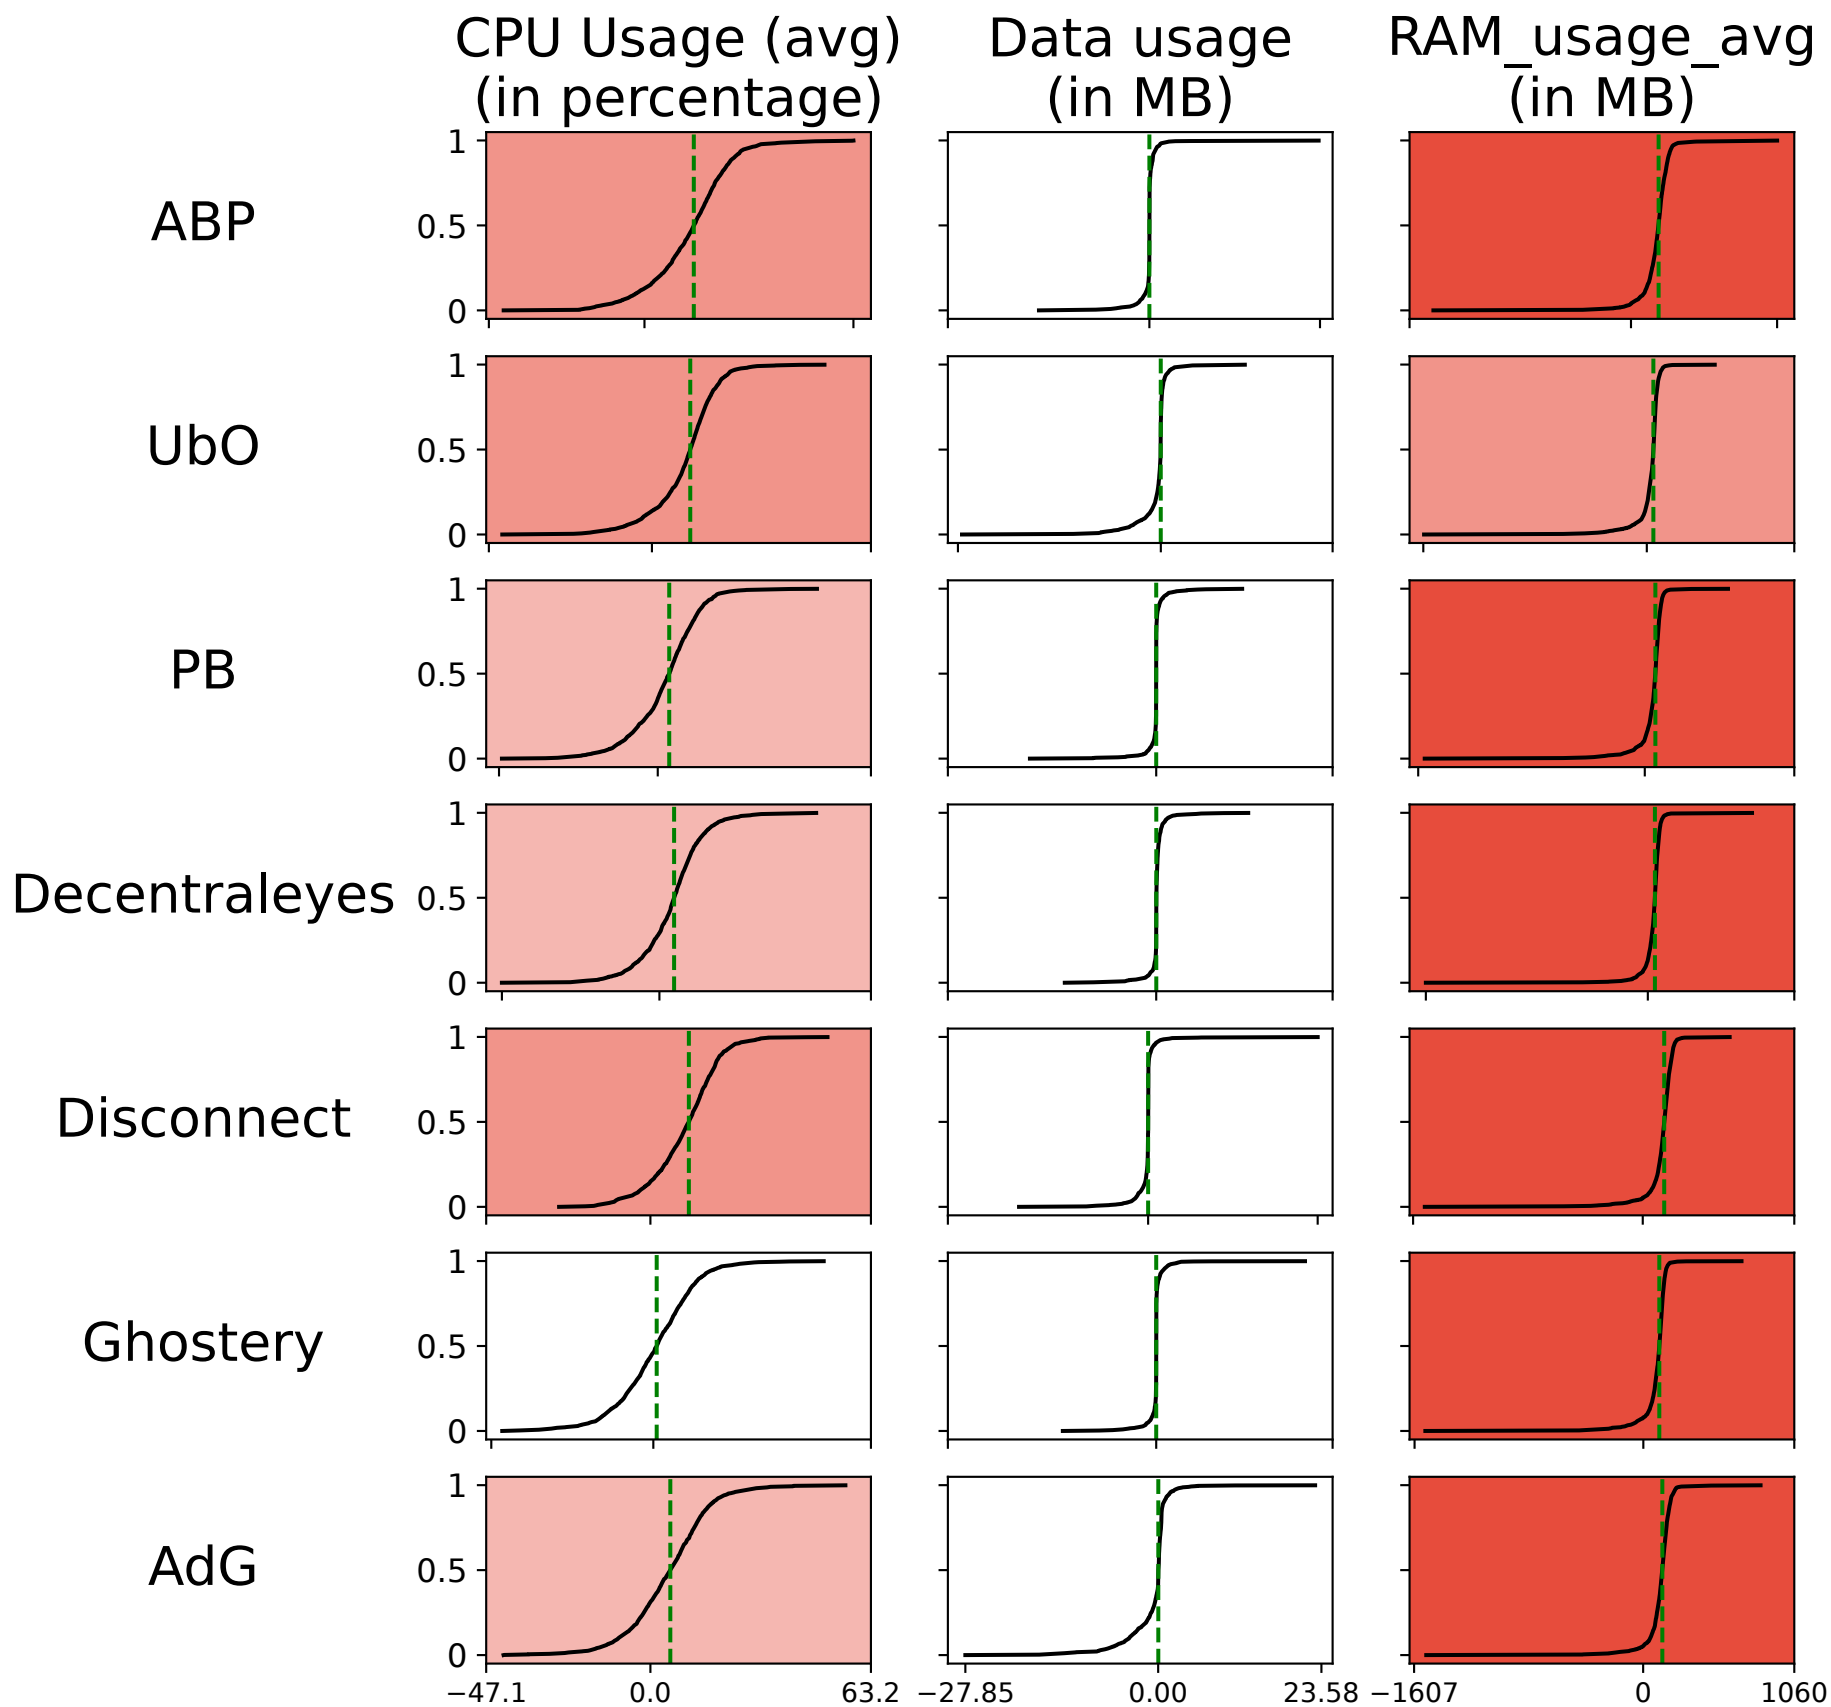 CPU Usage (avg)
(in percentage)
Data usage
(in MB)
RAM_usage_avg
(in MB)
ABP
1
0.5
0
UbO
1
0.5
0
PB
1
0.5
0
Decentraleyes
1
0.5
0
Disconnect
1
0.5
0
Ghostery
1
0.5
0
AdG
1
0.5
0
−47.1 0.0 63.2
−27.85 0.00 23.58
−1607 0 1060